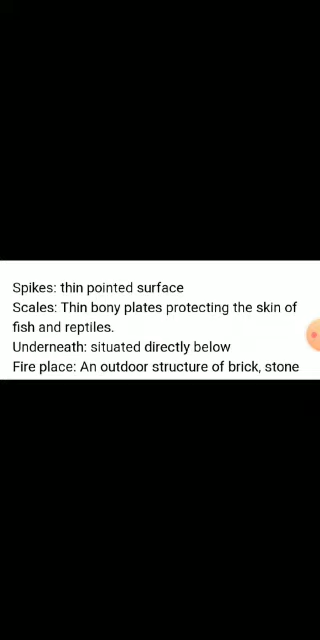 Spikes: thin pointed surface
Scales: Thin bony plates protecting the skin of
fish and reptiles.
Underneath: situated directly below
Fire place: An outdoor structure of brick, stone